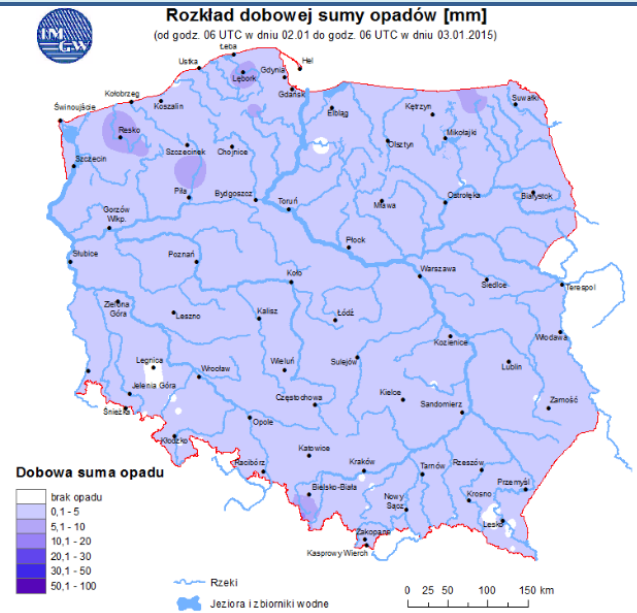 IM
GW
Rozkład dobowej sumy opadów [mm]
(od godz. 06 UTC w dniu 02.01 do godz. 06 UTC w dniu 03.01.2015)
Łeba
Ustka
Hel
Gdynia
Lębork
Gdańsk
Kołobrzeg
Koszalin
Świnoujście
Elbląg
Kętrzyn
Suwałki
Resko
Mikołajki
Olsztyn
Szczecinek
Chojnice
Szczecin
Piła
Bydgoszcz
Toruń
Mława
Ostrołęka
Białystok
Gorzów
Wlkp.
Płock
Słubice
Poznań
Koło
Warszawa
Siedlce
Terespol
Zielona
Góra
Leszno
Kalisz
Łódź
Kozienice
Włodawa
Legnica
Wrocław
Wieluń
Sulejów
Lublin
Jelenia Góra
Śnieżka
Częstochowa
Kielce
Sandomierz
Zamość
Opole
Kłodzko
Katowice
Racibórz
Kraków
Tarnów
Rzeszów
Bielsko-Biała
Nowy
Sącz
Krosno
Przemyśl
Lesko
Zakopane
Kasprowy Wierch
Dobowa suma opadu
brak opadu
0,1 - 5
5,1 - 10
10,1 - 20
20,1 - 30
30,1 - 50
50,1 - 100
Rzeki
Jeziora i zbiorniki wodne
0 25 50 100 150 km